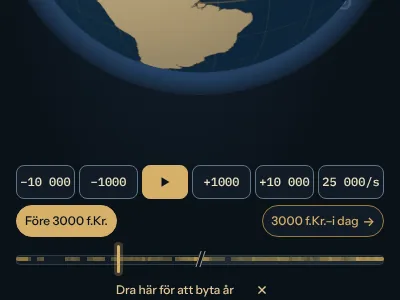 −10 000 −1000 +1000 +10 000 25 000/s
Före 3000 f.Kr. 3000 f.Kr.–i dag →
Dra här för att byta år ✕